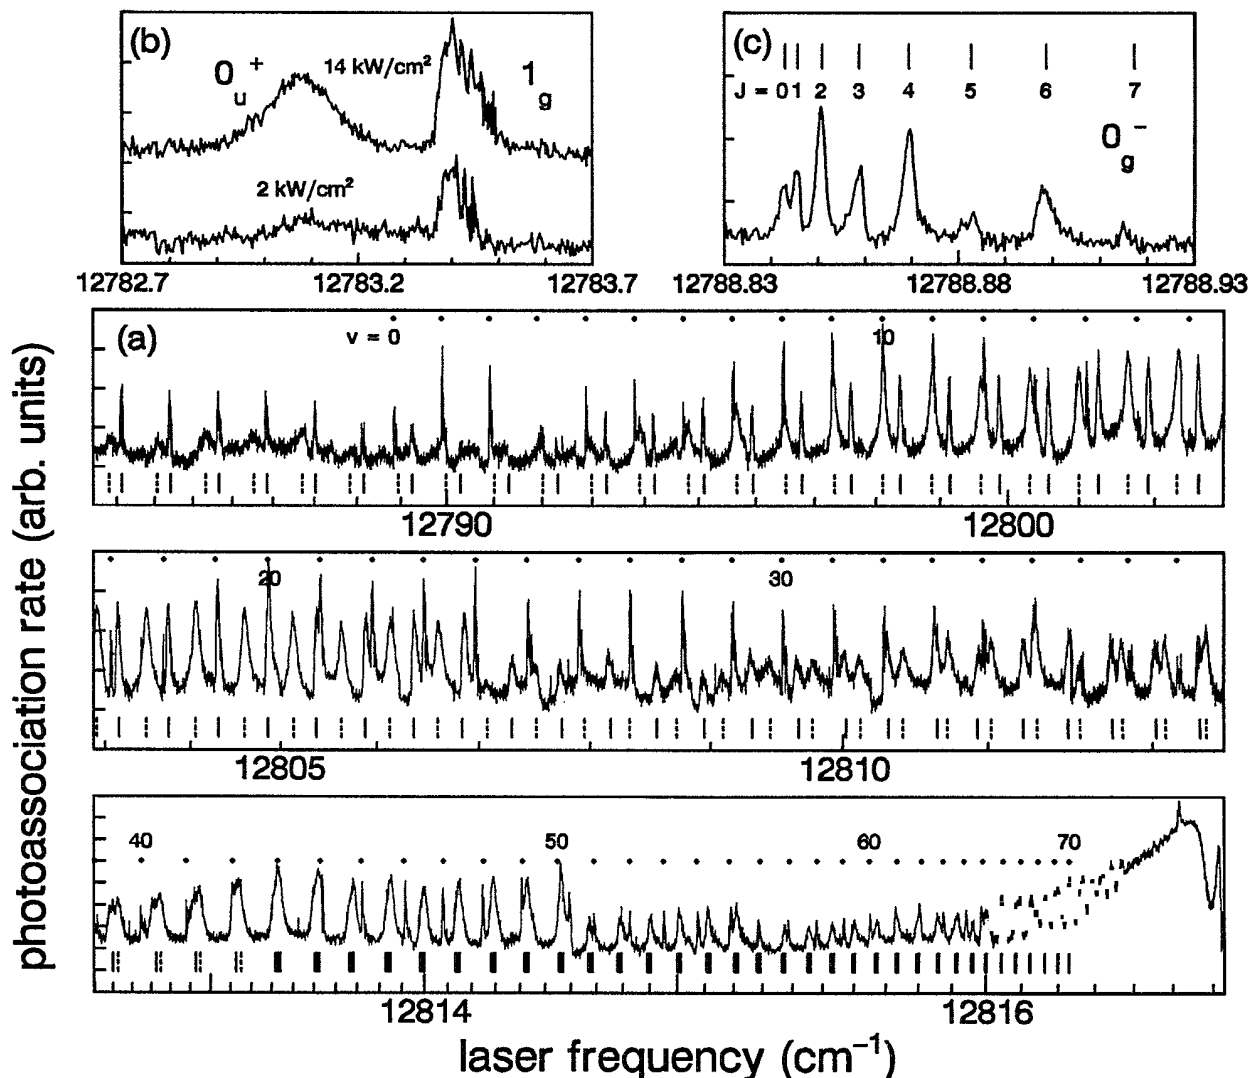 (b)
0u+
14 kW/cm²
1g
2 kW/cm²
12782.7 12783.2 12783.7
(c)
J = 0 1 2 3 4 5 6 7
0g−
12788.83 12788.88 12788.93
photoassociation rate (arb. units)
(a)
v = 0 10
12790 12800
20 30
12805 12810
40 50 60 70
12814 12816
laser frequency (cm⁻¹)